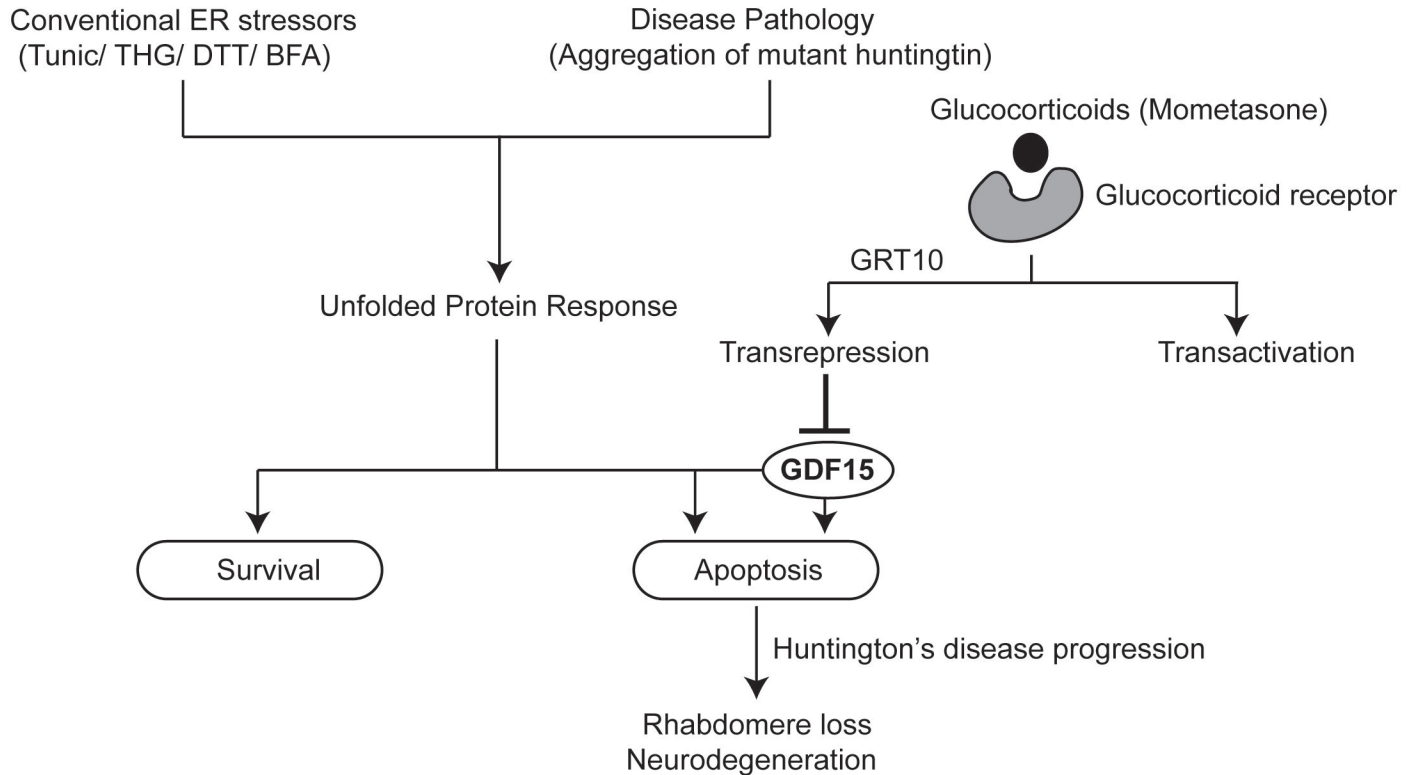 Conventional ER stressors
(Tunic/ THG/ DTT/ BFA)
Disease Pathology
(Aggregation of mutant huntingtin)
Glucocorticoids (Mometasone)
Glucocorticoid receptor
GRT10
Unfolded Protein Response
Transrepression
Transactivation
GDF15
Survival
Apoptosis
Huntington’s disease progression
Rhabdomere loss
Neurodegeneration